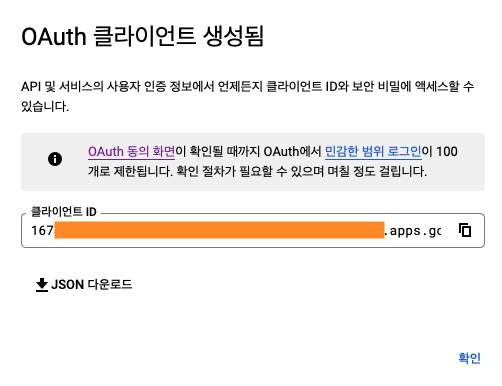 OAuth 클라이언트 생성됨
API 및 서비스의 사용자 인증 정보에서 언제든지 클라이언트 ID와 보안 비밀에 액세스할 수
있습니다.
OAuth 동의 화면이 확인될 때까지 OAuth에서 민감한 범위 로그인이 100
개로 제한됩니다. 확인 절차가 필요할 수 있으며 며칠 정도 걸립니다.
클라이언트 ID
167 .apps.go
JSON 다운로드
확인